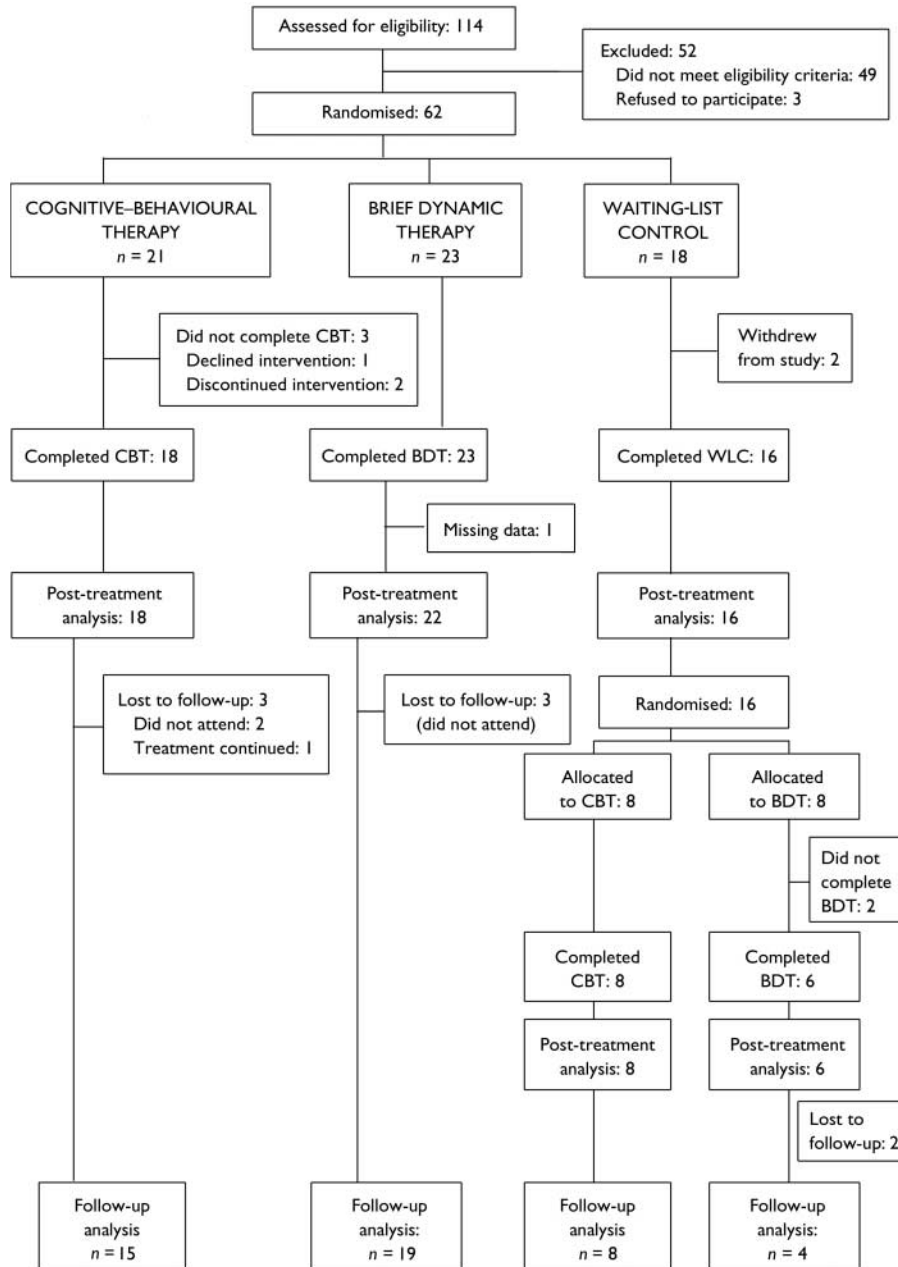 Assessed for eligibility: 114
Excluded: 52
Did not meet eligibility criteria: 49
Refused to participate: 3
Randomised: 62
COGNITIVE–BEHAVIOURAL
THERAPY
n = 21
BRIEF DYNAMIC
THERAPY
n = 23
WAITING-LIST
CONTROL
n = 18
Did not complete CBT: 3
Declined intervention: 1
Discontinued intervention: 2
Withdrew
from study: 2
Completed CBT: 18
Completed BDT: 23
Completed WLC: 16
Missing data: 1
Post-treatment
analysis: 18
Post-treatment
analysis: 22
Post-treatment
analysis: 16
Lost to follow-up: 3
Did not attend: 2
Treatment continued: 1
Lost to follow-up: 3
(did not attend)
Randomised: 16
Allocated
to CBT: 8
Allocated
to BDT: 8
Did not
complete
BDT: 2
Completed
CBT: 8
Completed
BDT: 6
Post-treatment
analysis: 8
Post-treatment
analysis: 6
Lost to
follow-up: 2
Follow-up
analysis
n = 15
Follow-up
analysis:
n = 19
Follow-up
analysis
n = 8
Follow-up
analysis:
n = 4